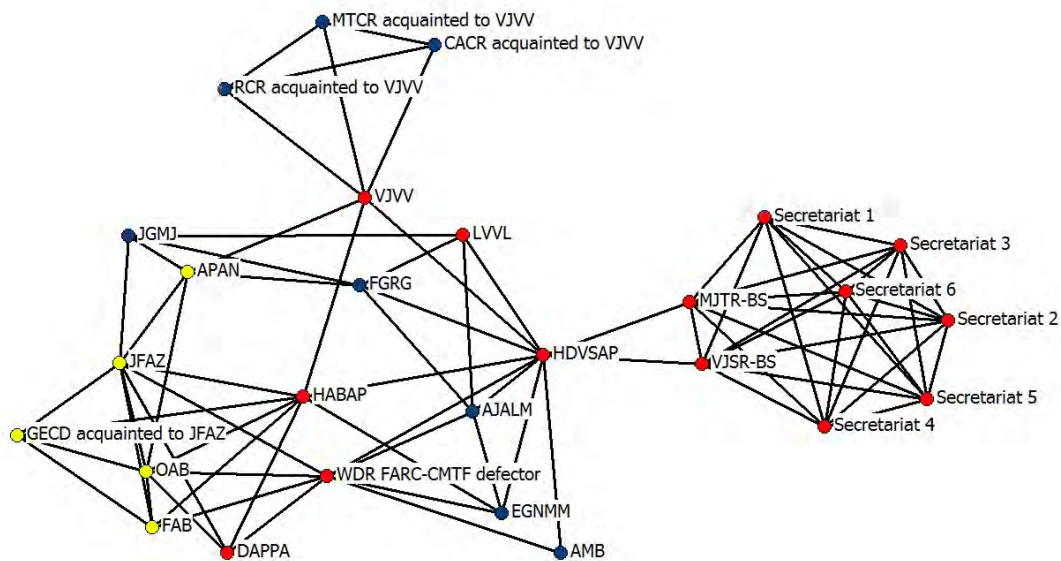 MTCR acquainted to VJVV
CACR acquainted to VJVV
RCR acquainted to VJVV
VJVV
Secretariat 1
JGMJ
LVVL
Secretariat 3
APAN
FGRG
Secretariat 6
MJTR-BS
Secretariat 2
HDVSAP
JFAZ
VJSR-BS
HABAP
Secretariat 5
AJALM
Secretariat 4
GECD acquainted to JFAZ
OAB
WDR FARC-CMTF defector
EGNMM
FAB
DAPPA
AMB